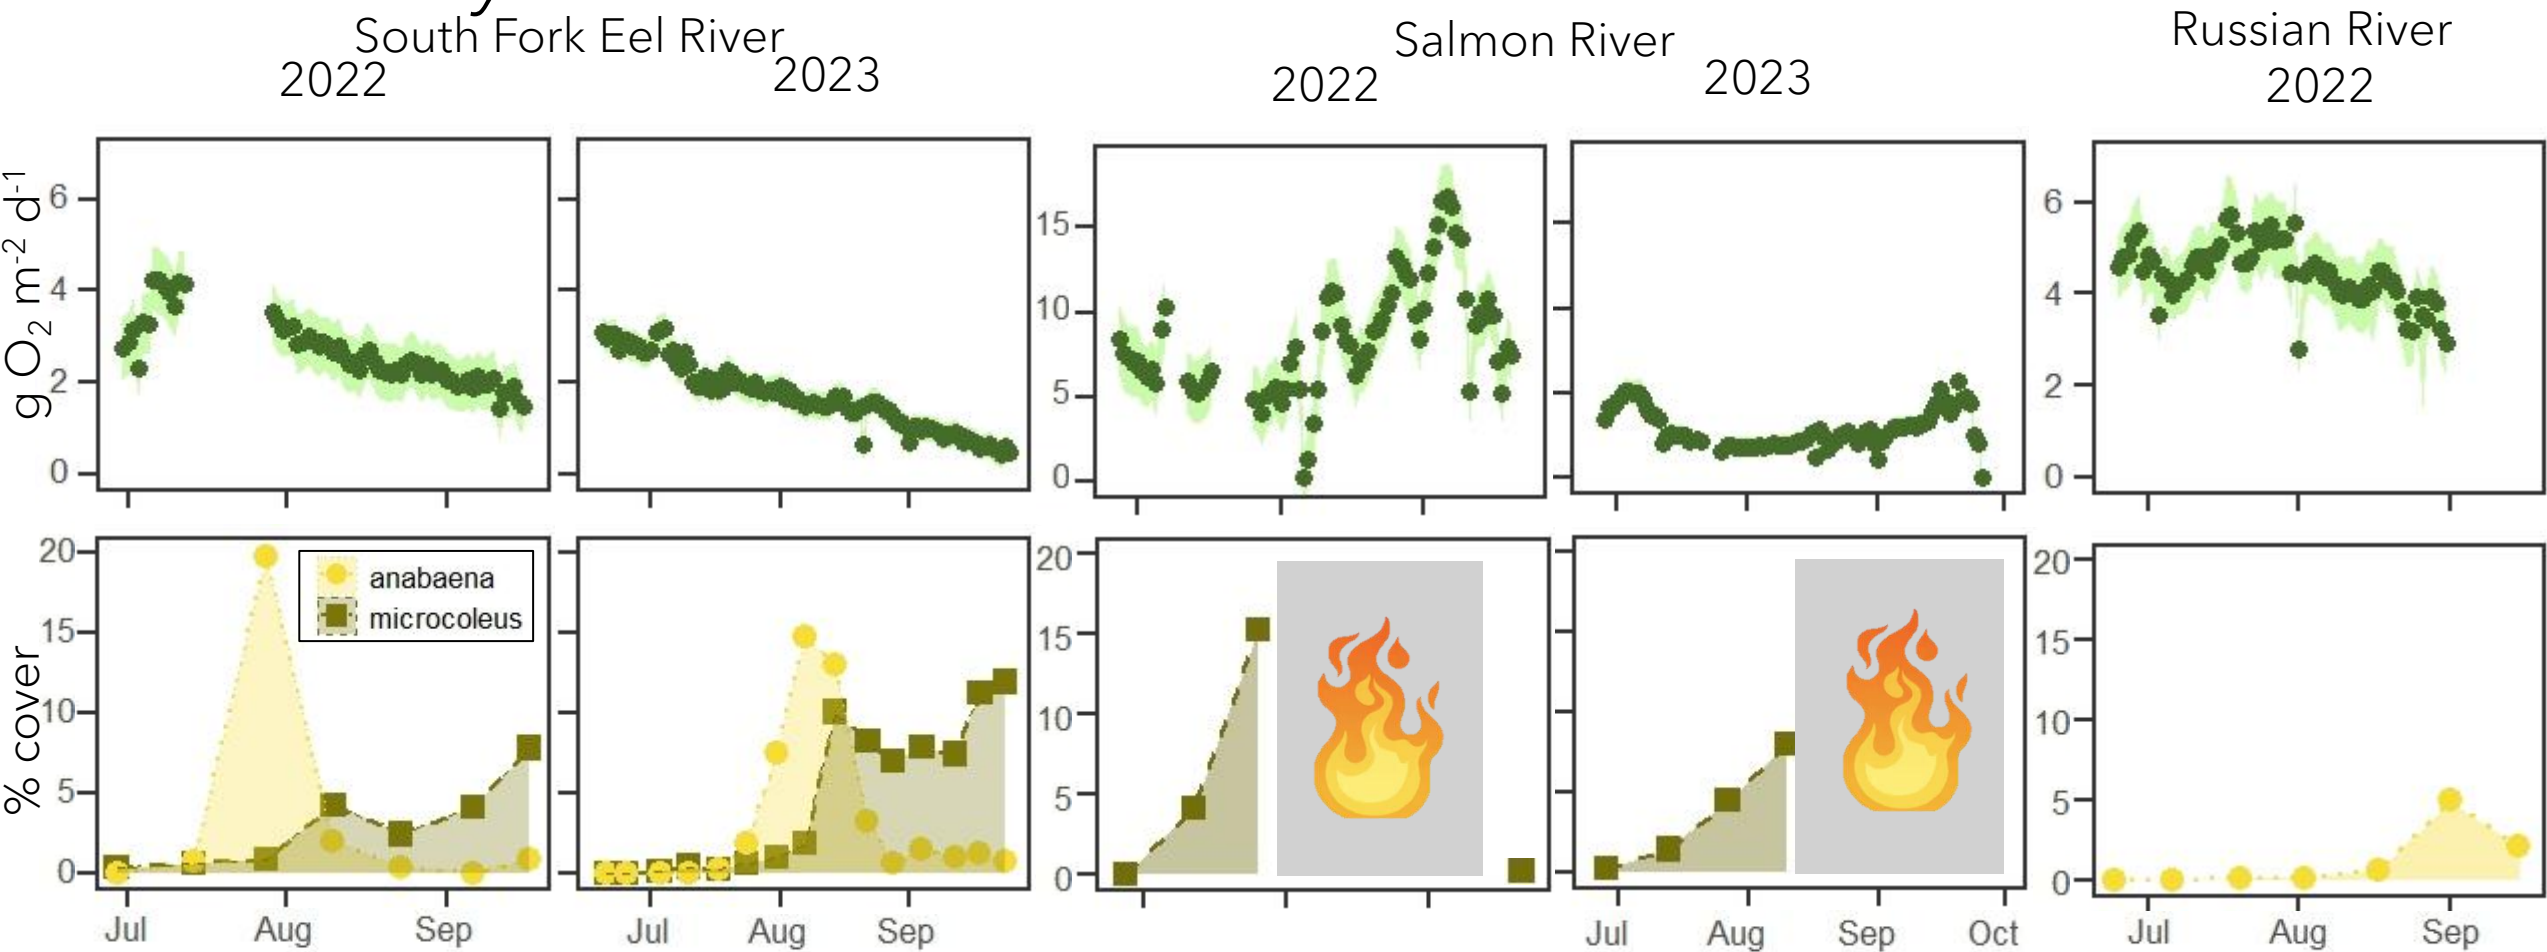 South Fork Eel River
Salmon River
Russian River
2022
2023
2022
2023
2022
g O₂ m⁻² d⁻¹
6
4
2
0
15
10
5
0
6
4
2
0
% cover
20
15
10
5
0
anabaena
microcoleus
20
15
10
5
0
20
15
10
5
0
Jul Aug Sep
Jul Aug Sep
Jul Aug Sep Oct
Jul Aug Sep